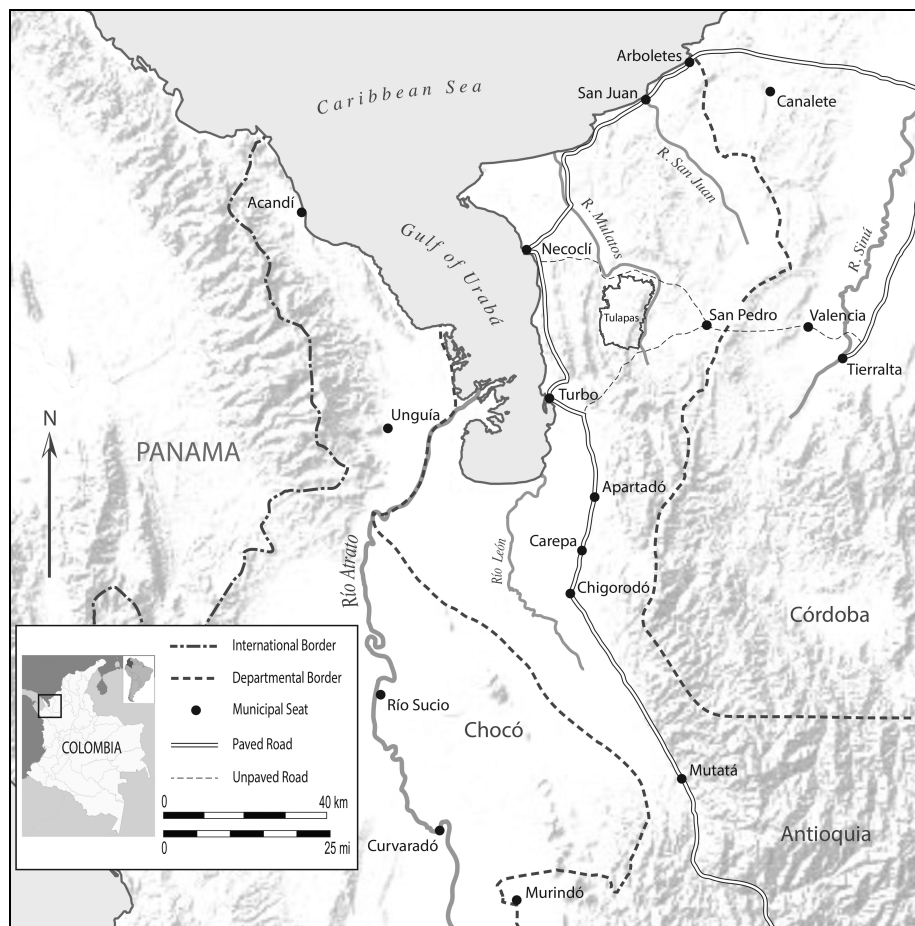 Arboletes
San Juan
Canalete
Caribbean Sea
R. San Juan
Acandí
R. Mulatos
Gulf of Urabá
Necoclí
R. Sinú
Tulapas
San Pedro
Valencia
Tierralta
Turbo
N
Unguía
PANAMA
Apartadó
Carepa
Río León
Río Atrato
Chigorodó
Córdoba
International Border
Departmental Border
Municipal Seat
Paved Road
Unpaved Road
COLOMBIA
0 40 km
0 25 mi
Río Sucio
Chocó
Mutatá
Antioquia
Curvaradó
Murindó